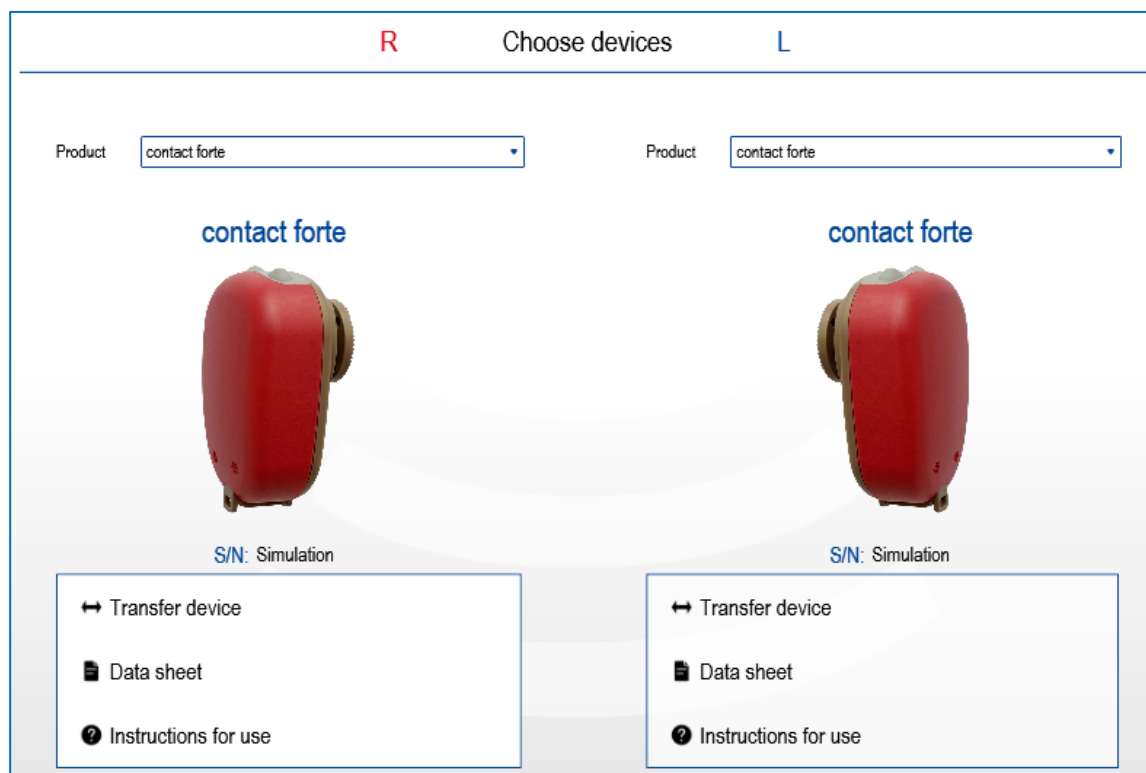 R Choose devices L
Product contact forte Product contact forte
contact forte contact forte
S/N: Simulation S/N: Simulation
Transfer device Transfer device
Data sheet Data sheet
Instructions for use Instructions for use